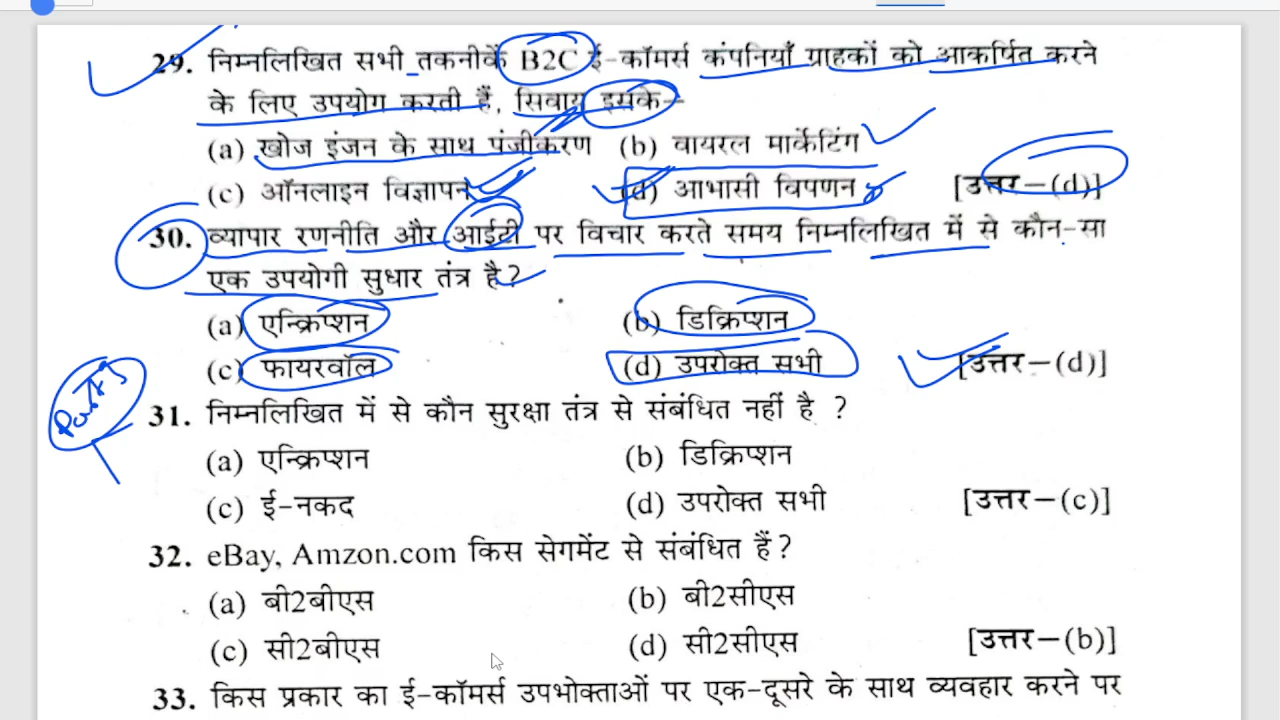 29. निम्नलिखित सभी तकनीकें B2C ई-कॉमर्स कंपनियाँ ग्राहकों को आकर्षित करने
के लिए उपयोग करती हैं, सिवाय इसके–
(a) खोज इंजन के साथ पंजीकरण (b) वायरल मार्केटिंग
(c) ऑनलाइन विज्ञापन (d) आभासी विपणन [उत्तर–(d)]
30. व्यापार रणनीति और आईटी पर विचार करते समय निम्नलिखित में से कौन-सा
एक उपयोगी सुधार तंत्र है?
(a) एन्क्रिप्शन (b) डिक्रिप्शन
(c) फायरवॉल (d) उपरोक्त सभी [उत्तर–(d)]
31. निम्नलिखित में से कौन सुरक्षा तंत्र से संबंधित नहीं है ?
(a) एन्क्रिप्शन (b) डिक्रिप्शन
(c) ई-नकद (d) उपरोक्त सभी [उत्तर–(c)]
32. eBay, Amzon.com किस सेगमेंट से संबंधित हैं?
(a) बी2बीएस (b) बी2सीएस
(c) सी2बीएस (d) सी2सीएस [उत्तर–(b)]
33. किस प्रकार का ई-कॉमर्स उपभोक्ताओं पर एक-दूसरे के साथ व्यवहार करने पर